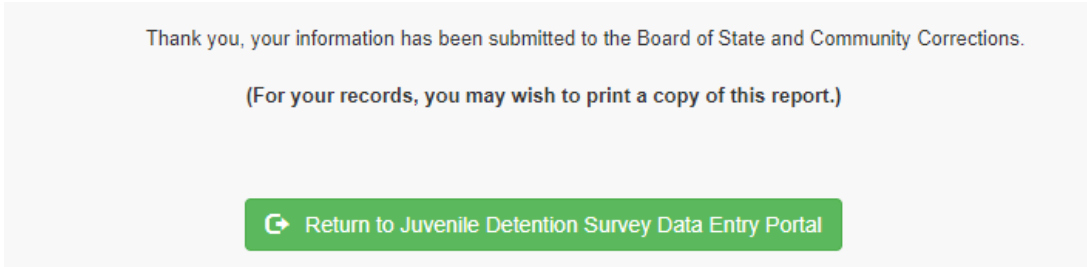 Thank you, your information has been submitted to the Board of State and Community Corrections.
(For your records, you may wish to print a copy of this report.)
Return to Juvenile Detention Survey Data Entry Portal